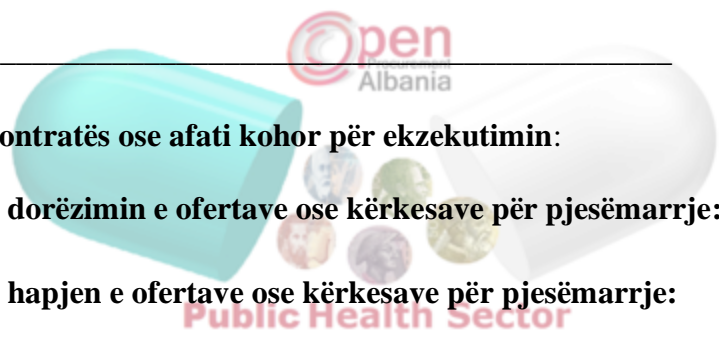 Open
Procurement
Albania
ontratës ose afati kohor për ekzekutimin:
dorëzimin e ofertave ose kërkesave për pjesëmarrje:
hapjen e ofertave ose kërkesave për pjesëmarrje:
Public Health Sector